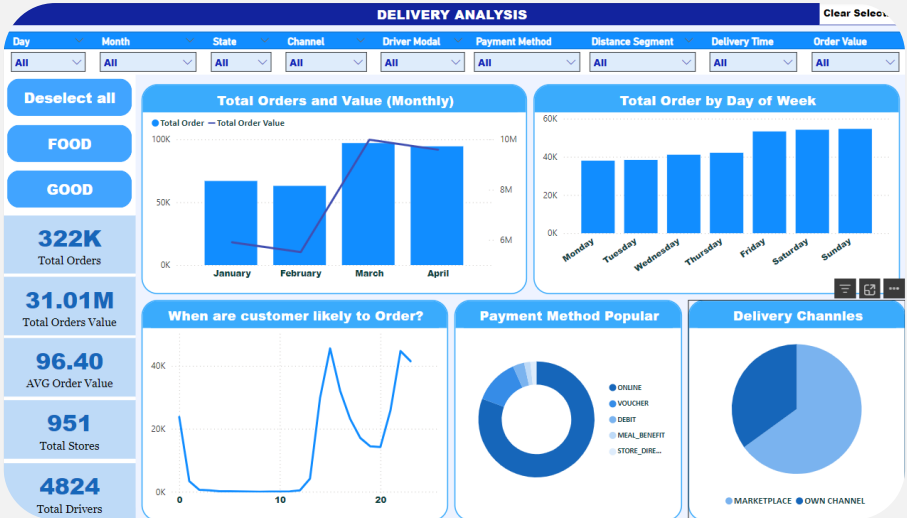 DELIVERY ANALYSIS
Clear Selec
Day Month State Channel Driver Modal Payment Method Distance Segment Delivery Time Order Value
All All All All All All All All All
Deselect all
FOOD
GOOD
322K
Total Orders
31.01M
Total Orders Value
96.40
AVG Order Value
951
Total Stores
4824
Total Drivers
Total Orders and Value (Monthly)
Total Order Total Order Value
100K
50K
0K
10M
8M
6M
January February March April
Total Order by Day of Week
60K
40K
20K
0K
Monday Tuesday Wednesday Thursday Friday Saturday Sunday
When are customer likely to Order?
40K
20K
0K
0 10 20
Payment Method Popular
ONLINE
VOUCHER
DEBIT
MEAL_BENEFIT
STORE_DIRE...
Delivery Channles
MARKETPLACE OWN CHANNEL